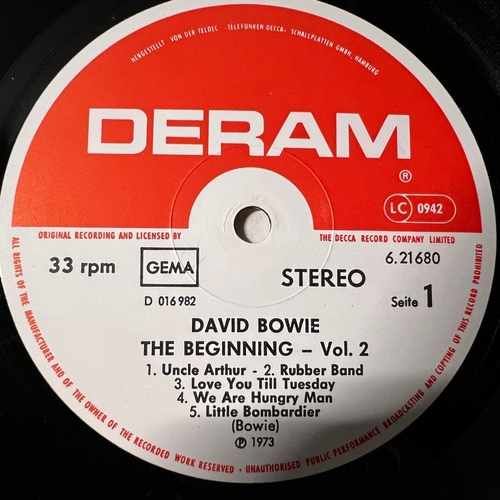 HERGESTELLT VON DER TELDEC »TELEFUNKEN-DECCA« SCHALLPLATTEN GMBH, HAMBURG
DERAM
®
LC 0942
ORIGINAL RECORDING AND LICENSED BY THE DECCA RECORD COMPANY LIMITED
33 rpm GEMA STEREO 6.21680
D 016 982 Seite 1
DAVID BOWIE
THE BEGINNING – Vol. 2
1. Uncle Arthur - 2. Rubber Band
3. Love You Till Tuesday
4. We Are Hungry Man
5. Little Bombardier
(Bowie)
℗ 1973
ALL RIGHTS OF THE MANUFACTURER AND OF THE OWNER OF THE RECORDED WORK RESERVED - UNAUTHORISED PUBLIC PERFORMANCE BROADCASTING AND COPYING OF THIS RECORD PROHIBITED